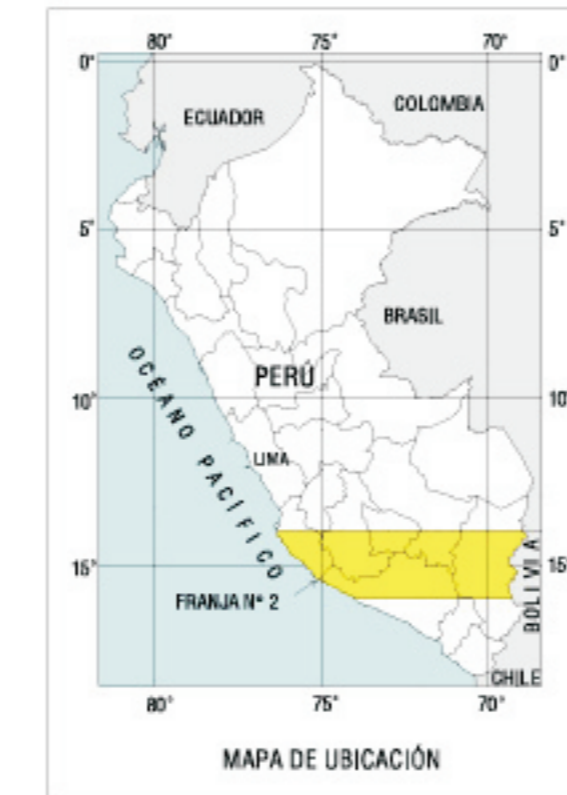 80° 75° 70°
0° 0°
ECUADOR
COLOMBIA
5° 5°
BRASIL
PERÚ
10° 10
LIMA
OCÉANO PACÍFICO
15° 15
FRANJA N° 2
BOLIVIA
CHILE
80° 75° 70°
MAPA DE UBICACIÓN